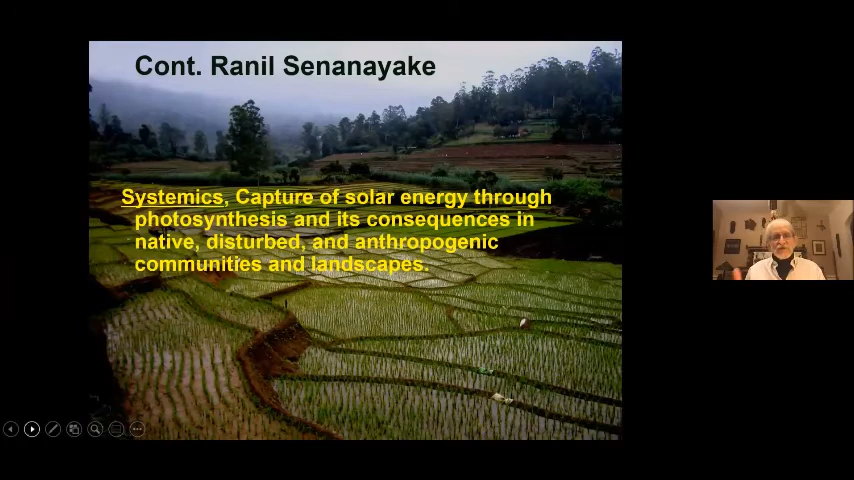 Cont. Ranil Senanayake
Systemics, Capture of solar energy through
photosynthesis and its consequences in
native, disturbed, and anthropogenic
communities and landscapes.